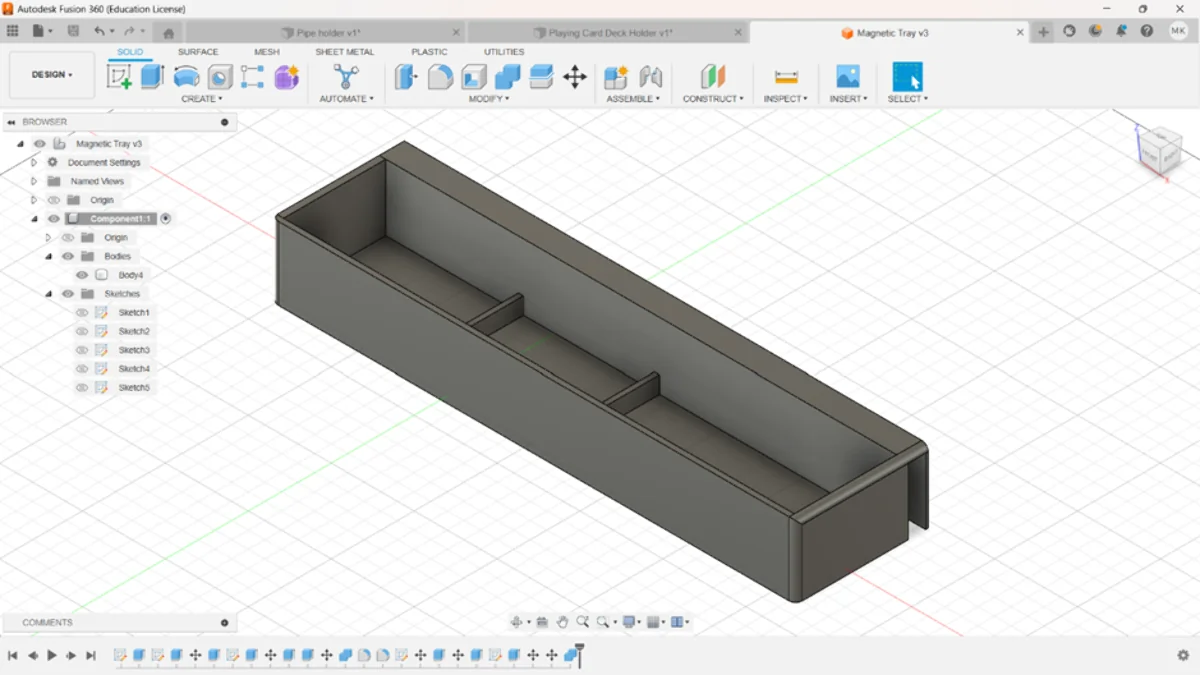 Autodesk Fusion 360 (Education License)
Pipe holder v1*
Playing Card Deck Holder v1*
Magnetic Tray v3
MK
SOLID
SURFACE
MESH
SHEET METAL
PLASTIC
UTILITIES
DESIGN
CREATE
AUTOMATE
MODIFY
ASSEMBLE
CONSTRUCT
INSPECT
INSERT
SELECT
BROWSER
Magnetic Tray v3
Document Settings
Named Views
Origin
Component1:1
Origin
Bodies
Body4
Sketches
Sketch1
Sketch2
Sketch3
Sketch4
Sketch5
COMMENTS